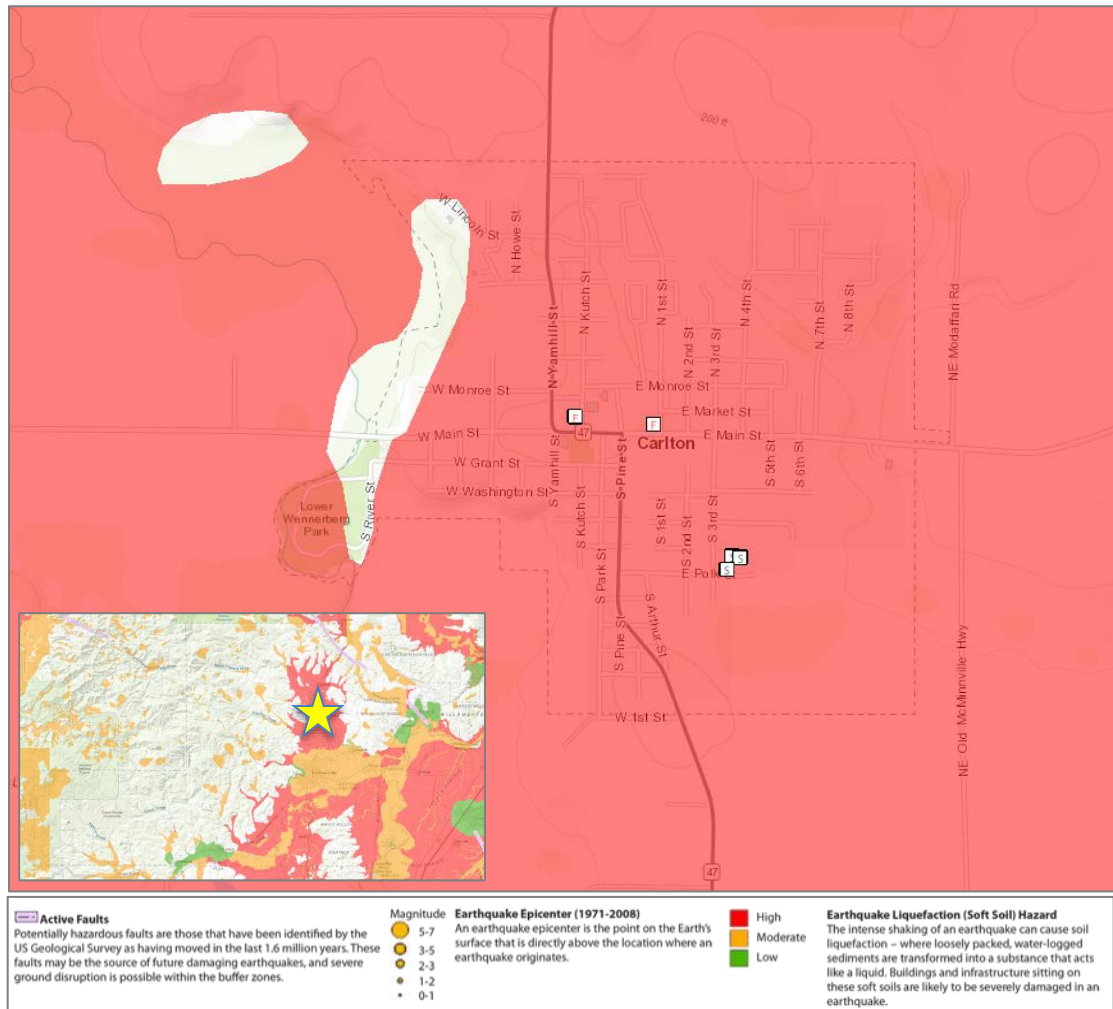 200 ft
W Lincoln St
N Howe St
N Kutch St
N 1st St
N 4th St
N 7th St
N 8th St
N 2nd St
N 3rd St
NE Modaffari Rd
N Yamhill St
W Monroe St
E Monroe St
E Market St
F
F
W Main St
47
Carlton
E Main St
S Yamhill St
S Pine St
W Grant St
W Washington St
S 5th St
S 6th St
Lower
Wennerberg
Park
S River St
S Kutch St
S 1st St
S 2nd St
S 3rd St
S
S
E Polk St
S Park St
S Arthur St
S Pine St
W 1st St
NE Old McMinnville Hwy
47
Active Faults
Potentially hazardous faults are those that have been identified by the
US Geological Survey as having moved in the last 1.6 million years. These
faults may be the source of future damaging earthquakes, and severe
ground disruption is possible within the buffer zones.
Magnitude
5-7
3-5
2-3
1-2
0-1
Earthquake Epicenter (1971-2008)
An earthquake epicenter is the point on the Earth's
surface that is directly above the location where an
earthquake originates.
High
Moderate
Low
Earthquake Liquefaction (Soft Soil) Hazard
The intense shaking of an earthquake can cause soil
liquefaction – where loosely packed, water-logged
sediments are transformed into a substance that acts
like a liquid. Buildings and infrastructure sitting on
these soft soils are likely to be severely damaged in an
earthquake.